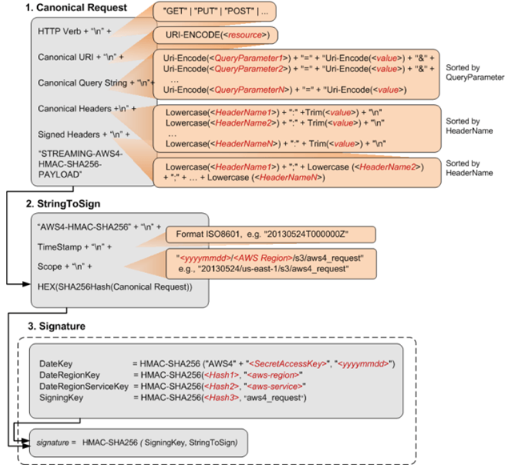 1. Canonical Request
HTTP Verb + "\n" +
"GET" | "PUT" | "POST" | ...
Canonical URI + "\n" +
URI-ENCODE(<resource>)
Canonical Query String + "\n"+
Uri-Encode(<QueryParameter1>) + "=" + "Uri-Encode(<value>) + "&" +
Uri-Encode(<QueryParameter2>) + "=" + "Uri-Encode(<value>) + "&" +
...
Uri-Encode(<QueryParameterN>) + "=" + "Uri-Encode(<value>)
Sorted by
QueryParameter
Canonical Headers +\n" +
Lowercase(<HeaderName1>) + ":" +Trim(<value>) + "\n"
Lowercase(<HeaderName2>) + ":" + Trim(<value>) + "\n"
...
Lowercase(<HeaderNameN>) + ":" + Trim(<value>) + "\n"
Sorted by
HeaderName
Signed Headers + "\n" +
Lowercase(<HeaderName1>) + ";" + Lowercase (<HeaderName2>)
+ ";" + ... + Lowercase (<HeaderNameN>)
Sorted by
HeaderName
"STREAMING-AWS4-
HMAC-SHA256-
PAYLOAD"
2. StringToSign
"AWS4-HMAC-SHA256" + "\n" +
TimeStamp + "\n" +
Format ISO8601, e.g. "20130524T000000Z"
Scope + "\n" +
"<yyyymmdd>/<AWS Region>/s3/aws4_request"
e.g., "20130524/us-east-1/s3/aws4_request"
HEX(SHA256Hash(Canonical Request))
3. Signature
DateKey = HMAC-SHA256 ("AWS4" + "<SecretAccessKey>", "<yyyymmdd>")
DateRegionKey = HMAC-SHA256(<Hash1>, "<aws-region>"
DateRegionServiceKey = HMAC-SHA256(<Hash2>, "<aws-service>"
SigningKey = HMAC-SHA256(<Hash3>, "aws4_request")
signature = HMAC-SHA256 ( SigningKey, StringToSign)